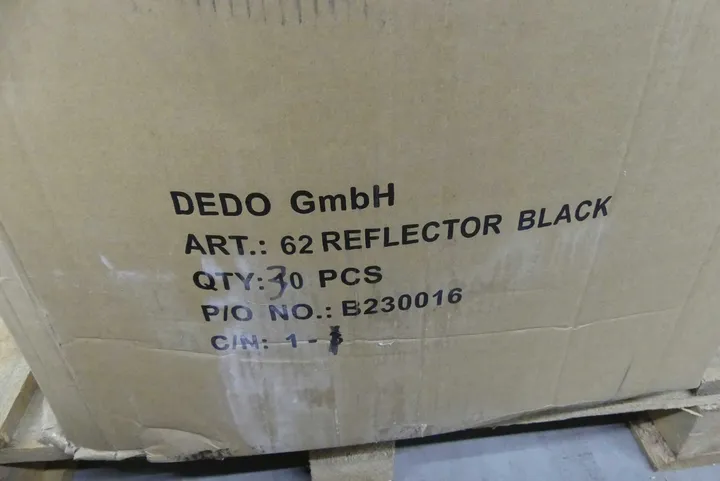 DEDO GmbH
ART.: 62 REFLECTOR BLACK
QTY: 30 PCS
P/O NO.: B230016
C/N: 1 -